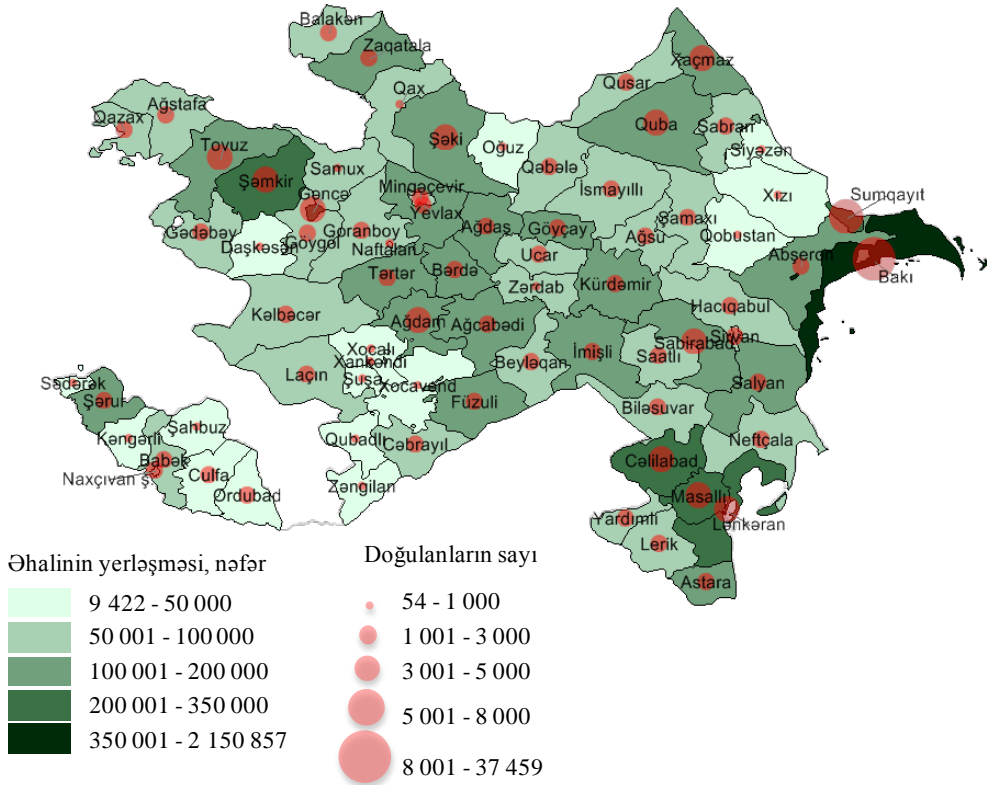 Balakən
Zaqatala
Xaçmaz
Qax
Qusar
Ağstafa
Qazax
Quba
Şabran
Tovuz
Şəki
Oğuz
Siyəzən
Qəbələ
Samux
Şəmkir
Mingəçevir
İsmayıllı
Xızı
Sumqayıt
Gəncə
Yevlax
Şamaxı
Gədəbəy
Goranboy
Ağdaş
Göyçay
Ağsu
Qobustan
Daşkəsən
Göygöl
Naftalan
Ucar
Abşeron
Bakı
Tərtər
Bərdə
Zərdab
Kürdəmir
Hacıqabul
Kəlbəcər
Ağdam
Ağcabədi
Şirvan
Sabirabad
Xocalı
İmişli
Saatlı
Xankəndi
Beyləqan
Laçın
Şuşa
Xocavənd
Salyan
Sədərək
Şərur
Füzuli
Biləsuvar
Şahbuz
Kəngərli
Qubadlı
Cəbrayıl
Neftçala
Babək
Cəlilabad
Naxçıvan ş.
Culfa
Ordubad
Zəngilan
Masallı
Yardımlı
Lənkəran
Lerik
Astara
Əhalinin yerləşməsi, nəfər
9 422 - 50 000
50 001 - 100 000
100 001 - 200 000
200 001 - 350 000
350 001 - 2 150 857
Doğulanların sayı
54 - 1 000
1 001 - 3 000
3 001 - 5 000
5 001 - 8 000
8 001 - 37 459